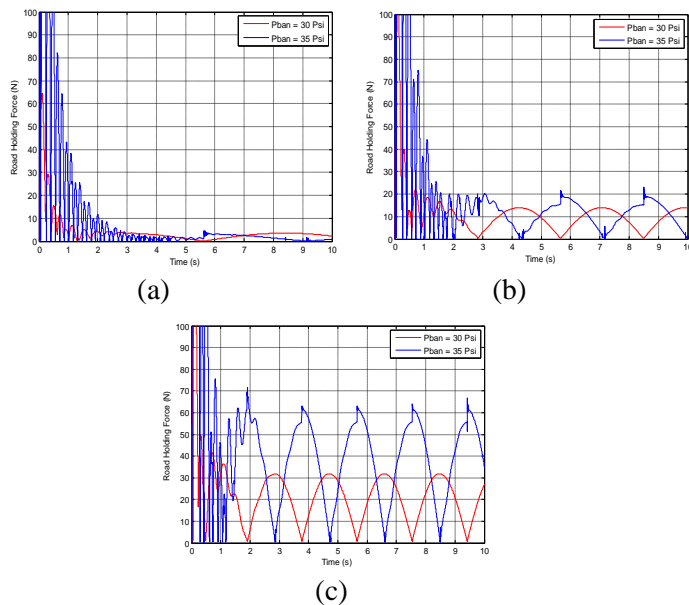 100
90
80
70
60
50
40
30
20
10
0
Road Holding Force (N)
0 1 2 3 4 5 6 7 8 9 10
Time (s)
Pban = 30 Psi
Pban = 35 Psi
(a)
100
90
80
70
60
50
40
30
20
10
0
Road Holding Force (N)
0 1 2 3 4 5 6 7 8 9 10
Time (s)
Pban = 30 Psi
Pban = 35 Psi
(b)
100
90
80
70
60
50
40
30
20
10
0
Road Holding Force (N)
0 1 2 3 4 5 6 7 8 9 10
Time (s)
Pban = 30 Psi
Pban = 35 Psi
(c)